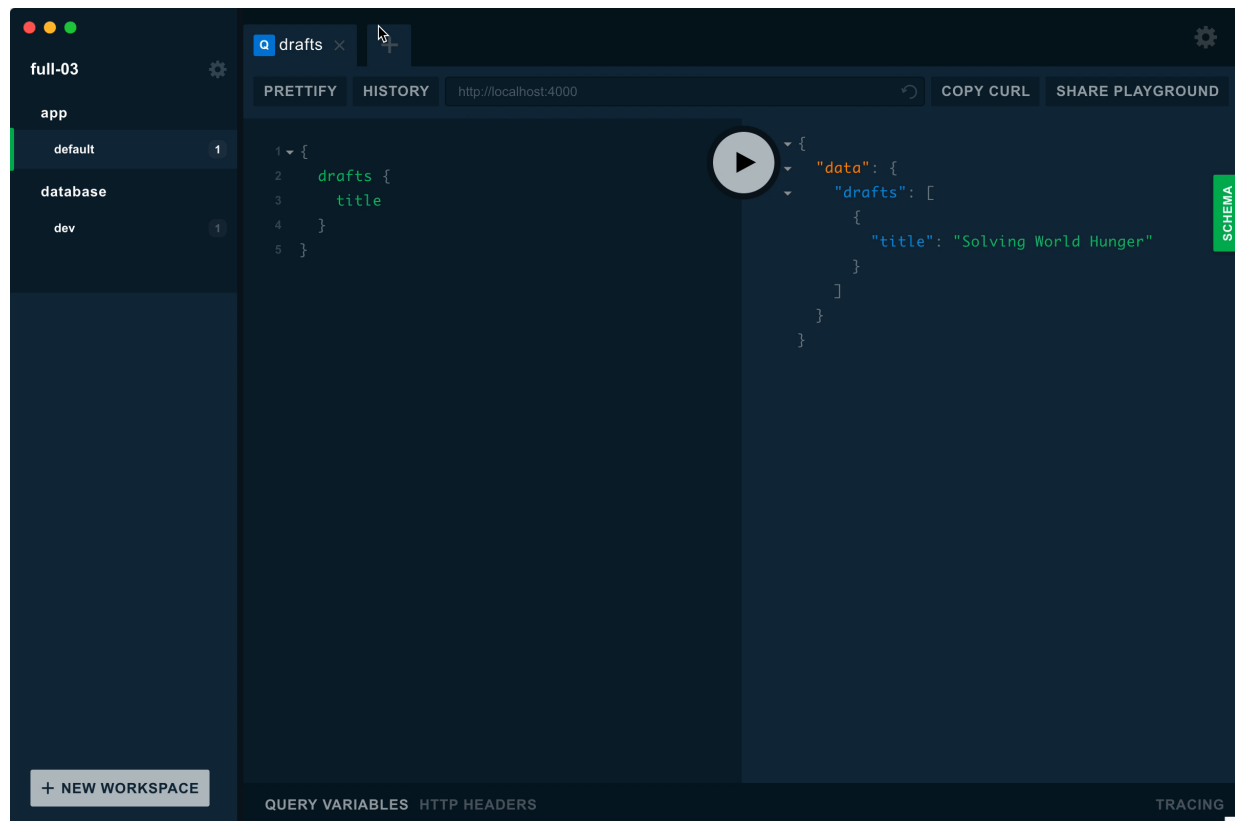 full-03
app
default 1
database
dev 1
+ NEW WORKSPACE
Q drafts × +
PRETTIFY HISTORY http://localhost:4000 COPY CURL SHARE PLAYGROUND
1 {
2 drafts {
3 title
4 }
5 }
{
"data": {
"drafts": [
{
"title": "Solving World Hunger"
}
]
}
}
SCHEMA
QUERY VARIABLES HTTP HEADERS TRACING